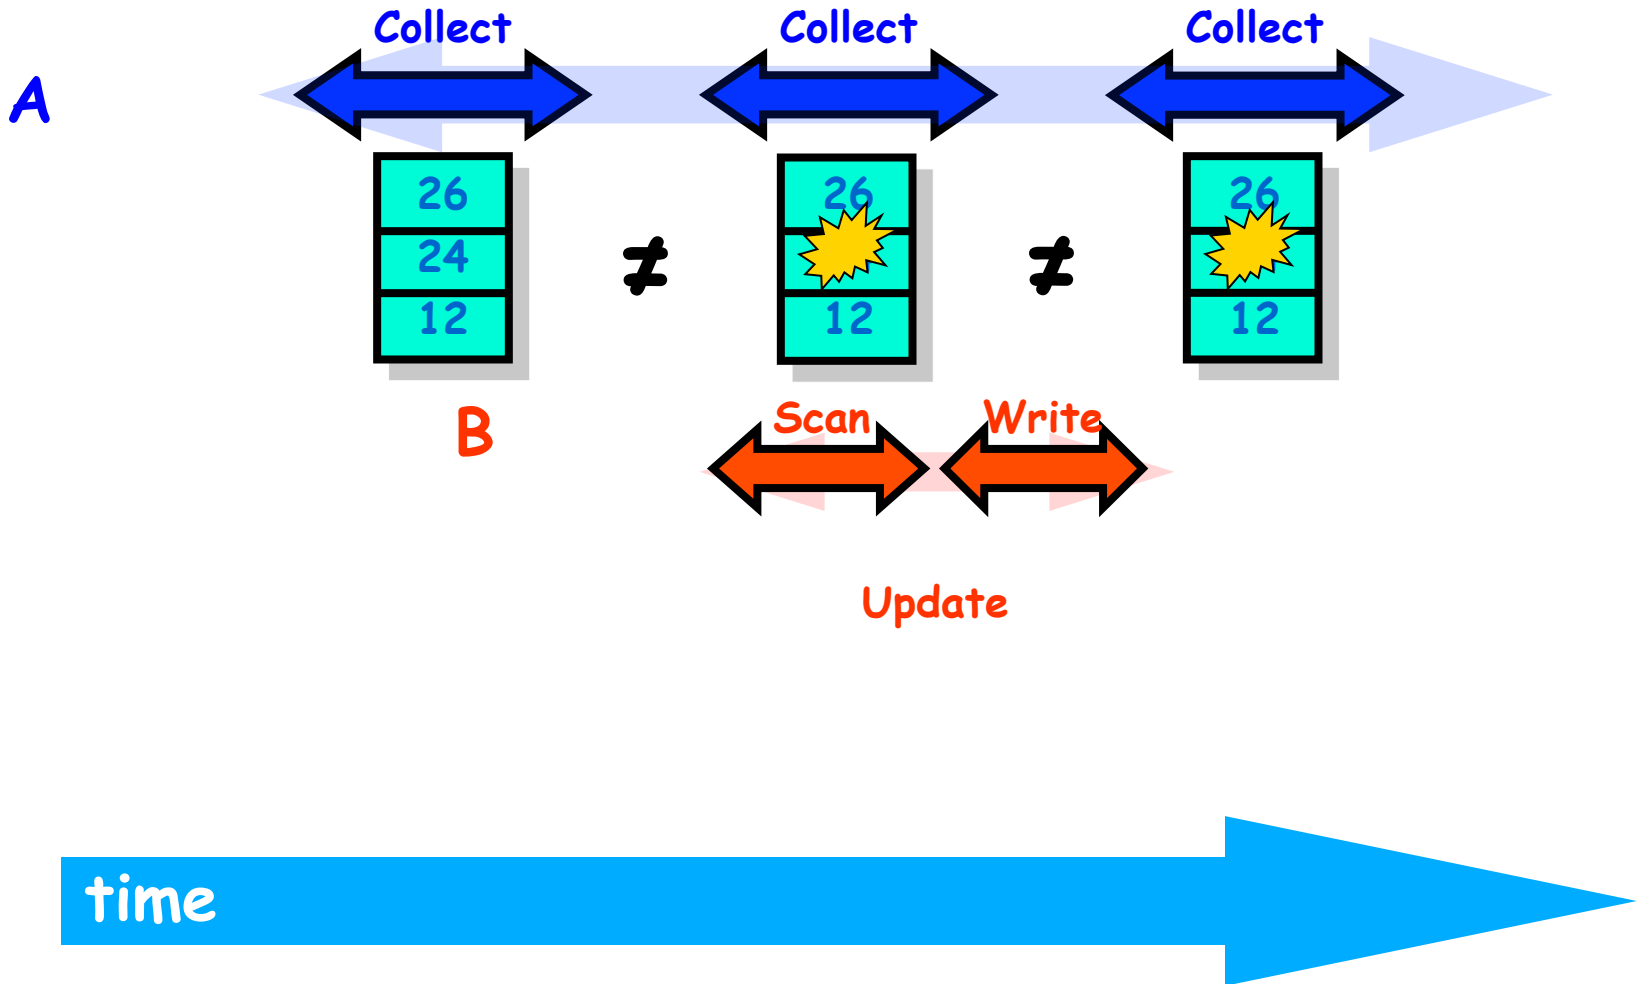 Collect Collect Collect
A
26 26 26
24 ≠ ≠
12 12 12
B Scan Write
Update
time